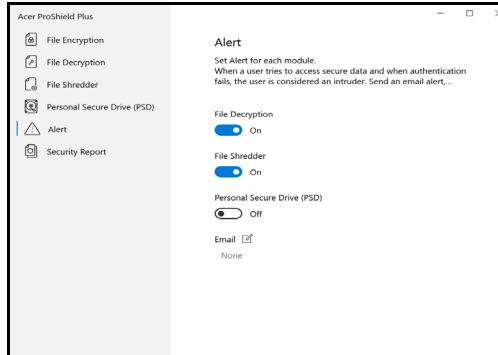 Acer ProShield Plus
File Encryption
File Decryption
File Shredder
Personal Secure Drive (PSD)
Alert
Security Report
Alert
Set Alert for each module.
When a user tries to access secure data and when authentication
fails, the user is considered an intruder. Send an email alert,...
File Decryption
On
File Shredder
On
Personal Secure Drive (PSD)
Off
Email
None